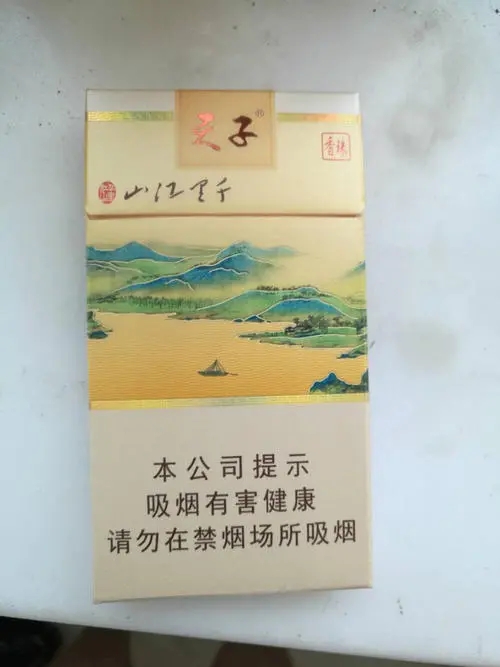 天子®
香珠
山江里千
本公司提示
吸烟有害健康
请勿在禁烟场所吸烟